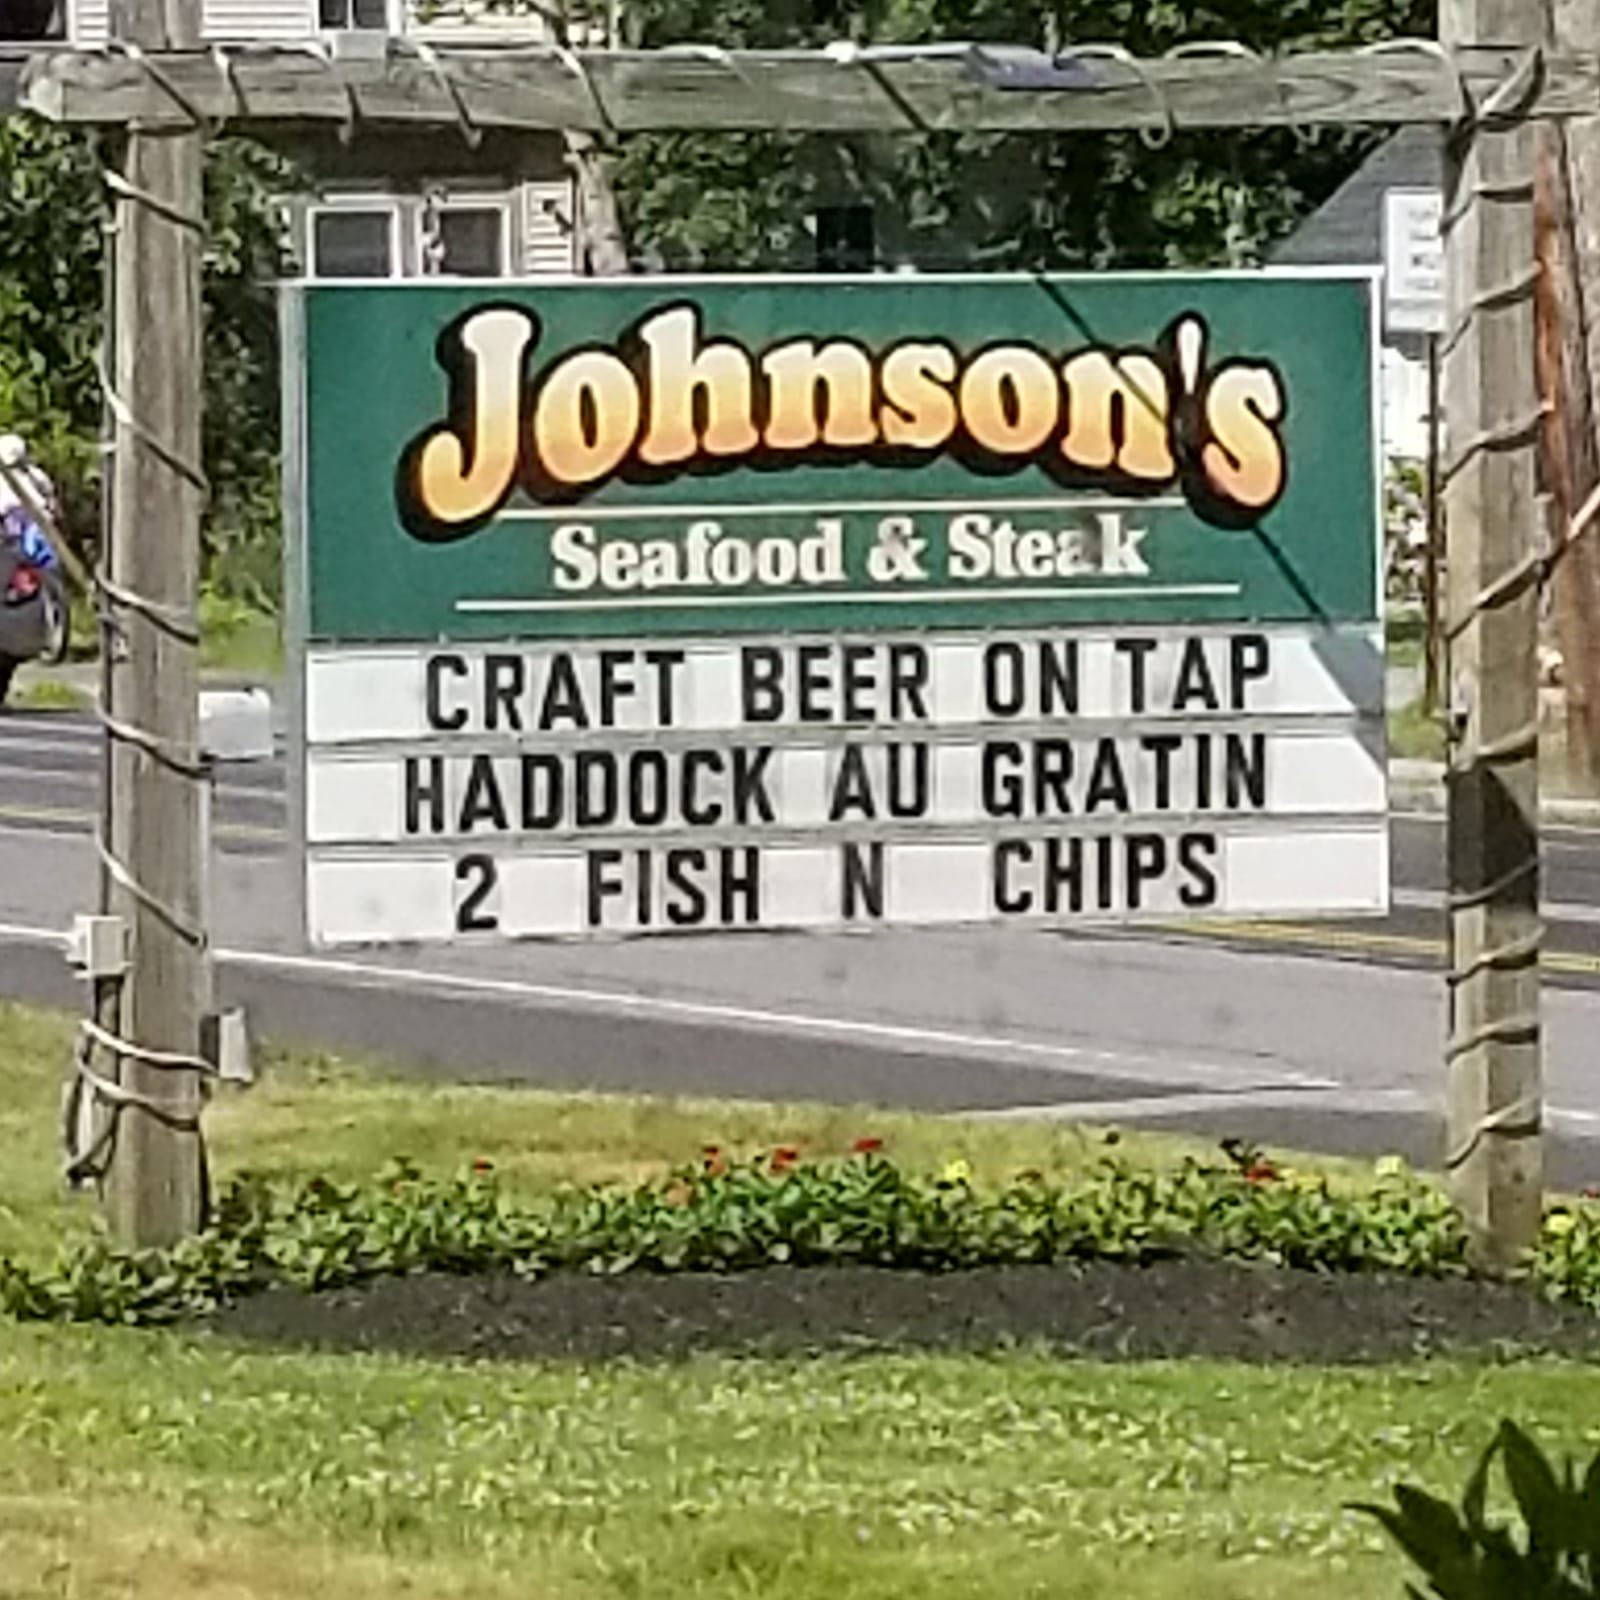 Johnson's
Seafood & Steak
CRAFT BEER ON TAP
HADDOCK AU GRATIN
2 FISH N CHIPS